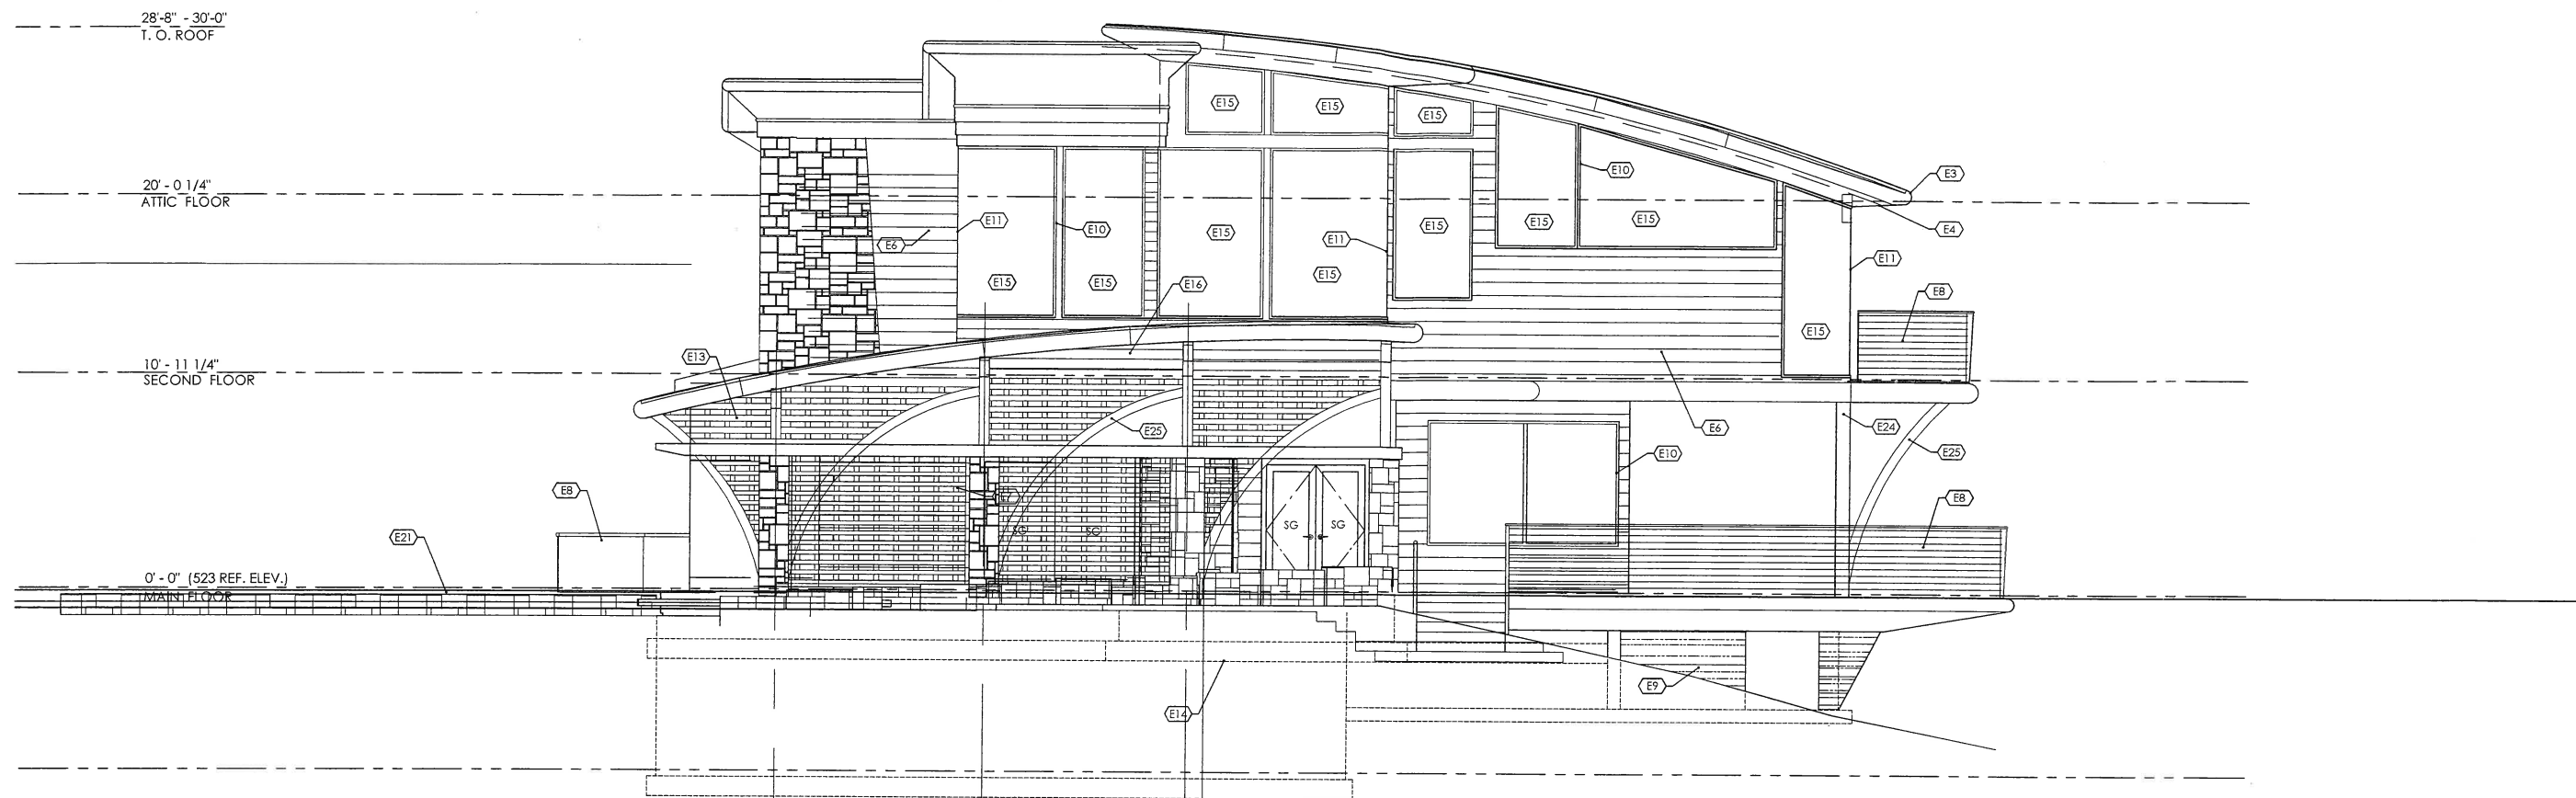 28'-8" - 30'-0"
T. O. ROOF
E15
E15
E15
E10
E3
20' - 0 1/4"
ATTIC FLOOR
E11
E10
E15
E11
E15
E15
E15
E4
E6
E11
E15
E15
E15
E16
E8
E15
E13
10' - 11 1/4"
SECOND FLOOR
E25
E6
E24
E25
E10
E8
E7
E8
SG
SG
SG
SG
E21
0' - 0" (523 REF. ELEV.)
MAIN FLOOR
E9
E14